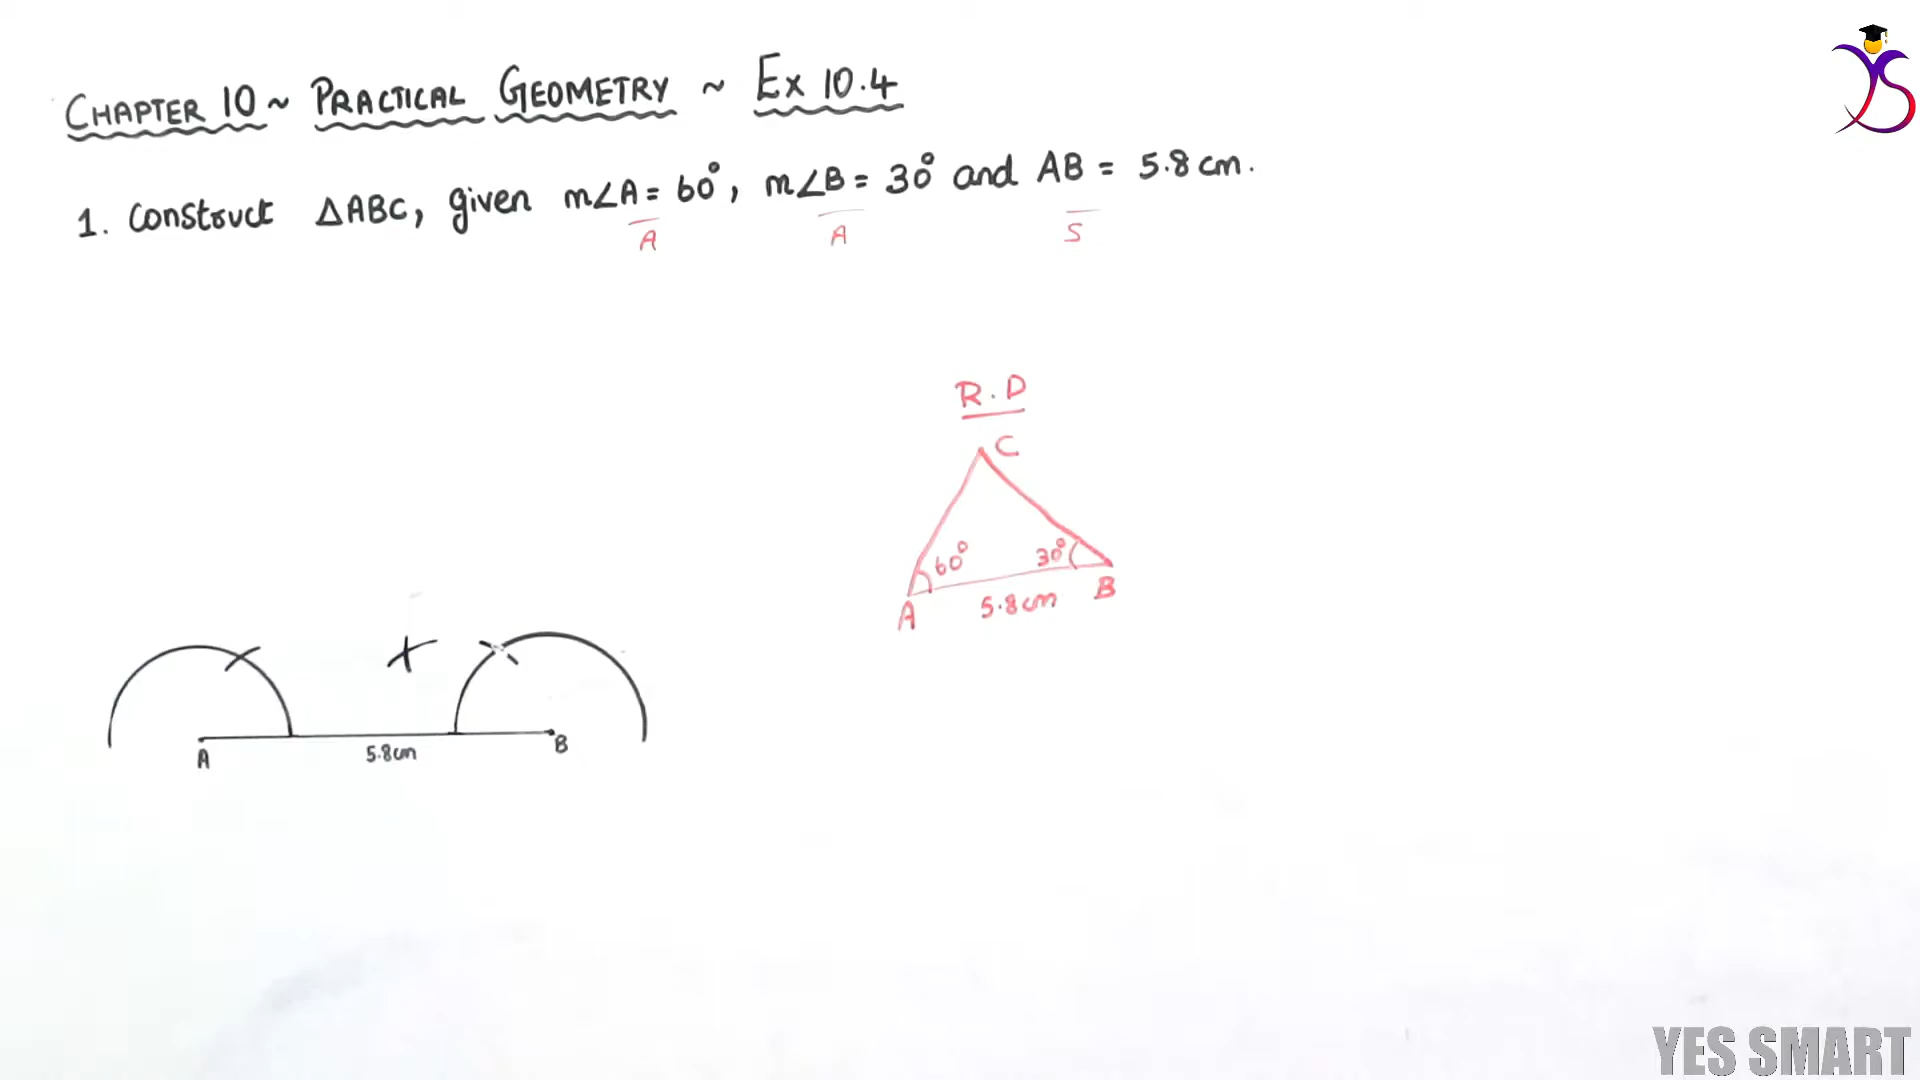 CHAPTER 10 ~ PRACTICAL GEOMETRY ~ Ex 10.4
1. Construct ΔABC, given m∠A = 60°, m∠B = 30° and AB = 5.8 cm.
A A S
R.D
C
60° 30°
A 5.8cm B
A 5.8cm B
YES SMART